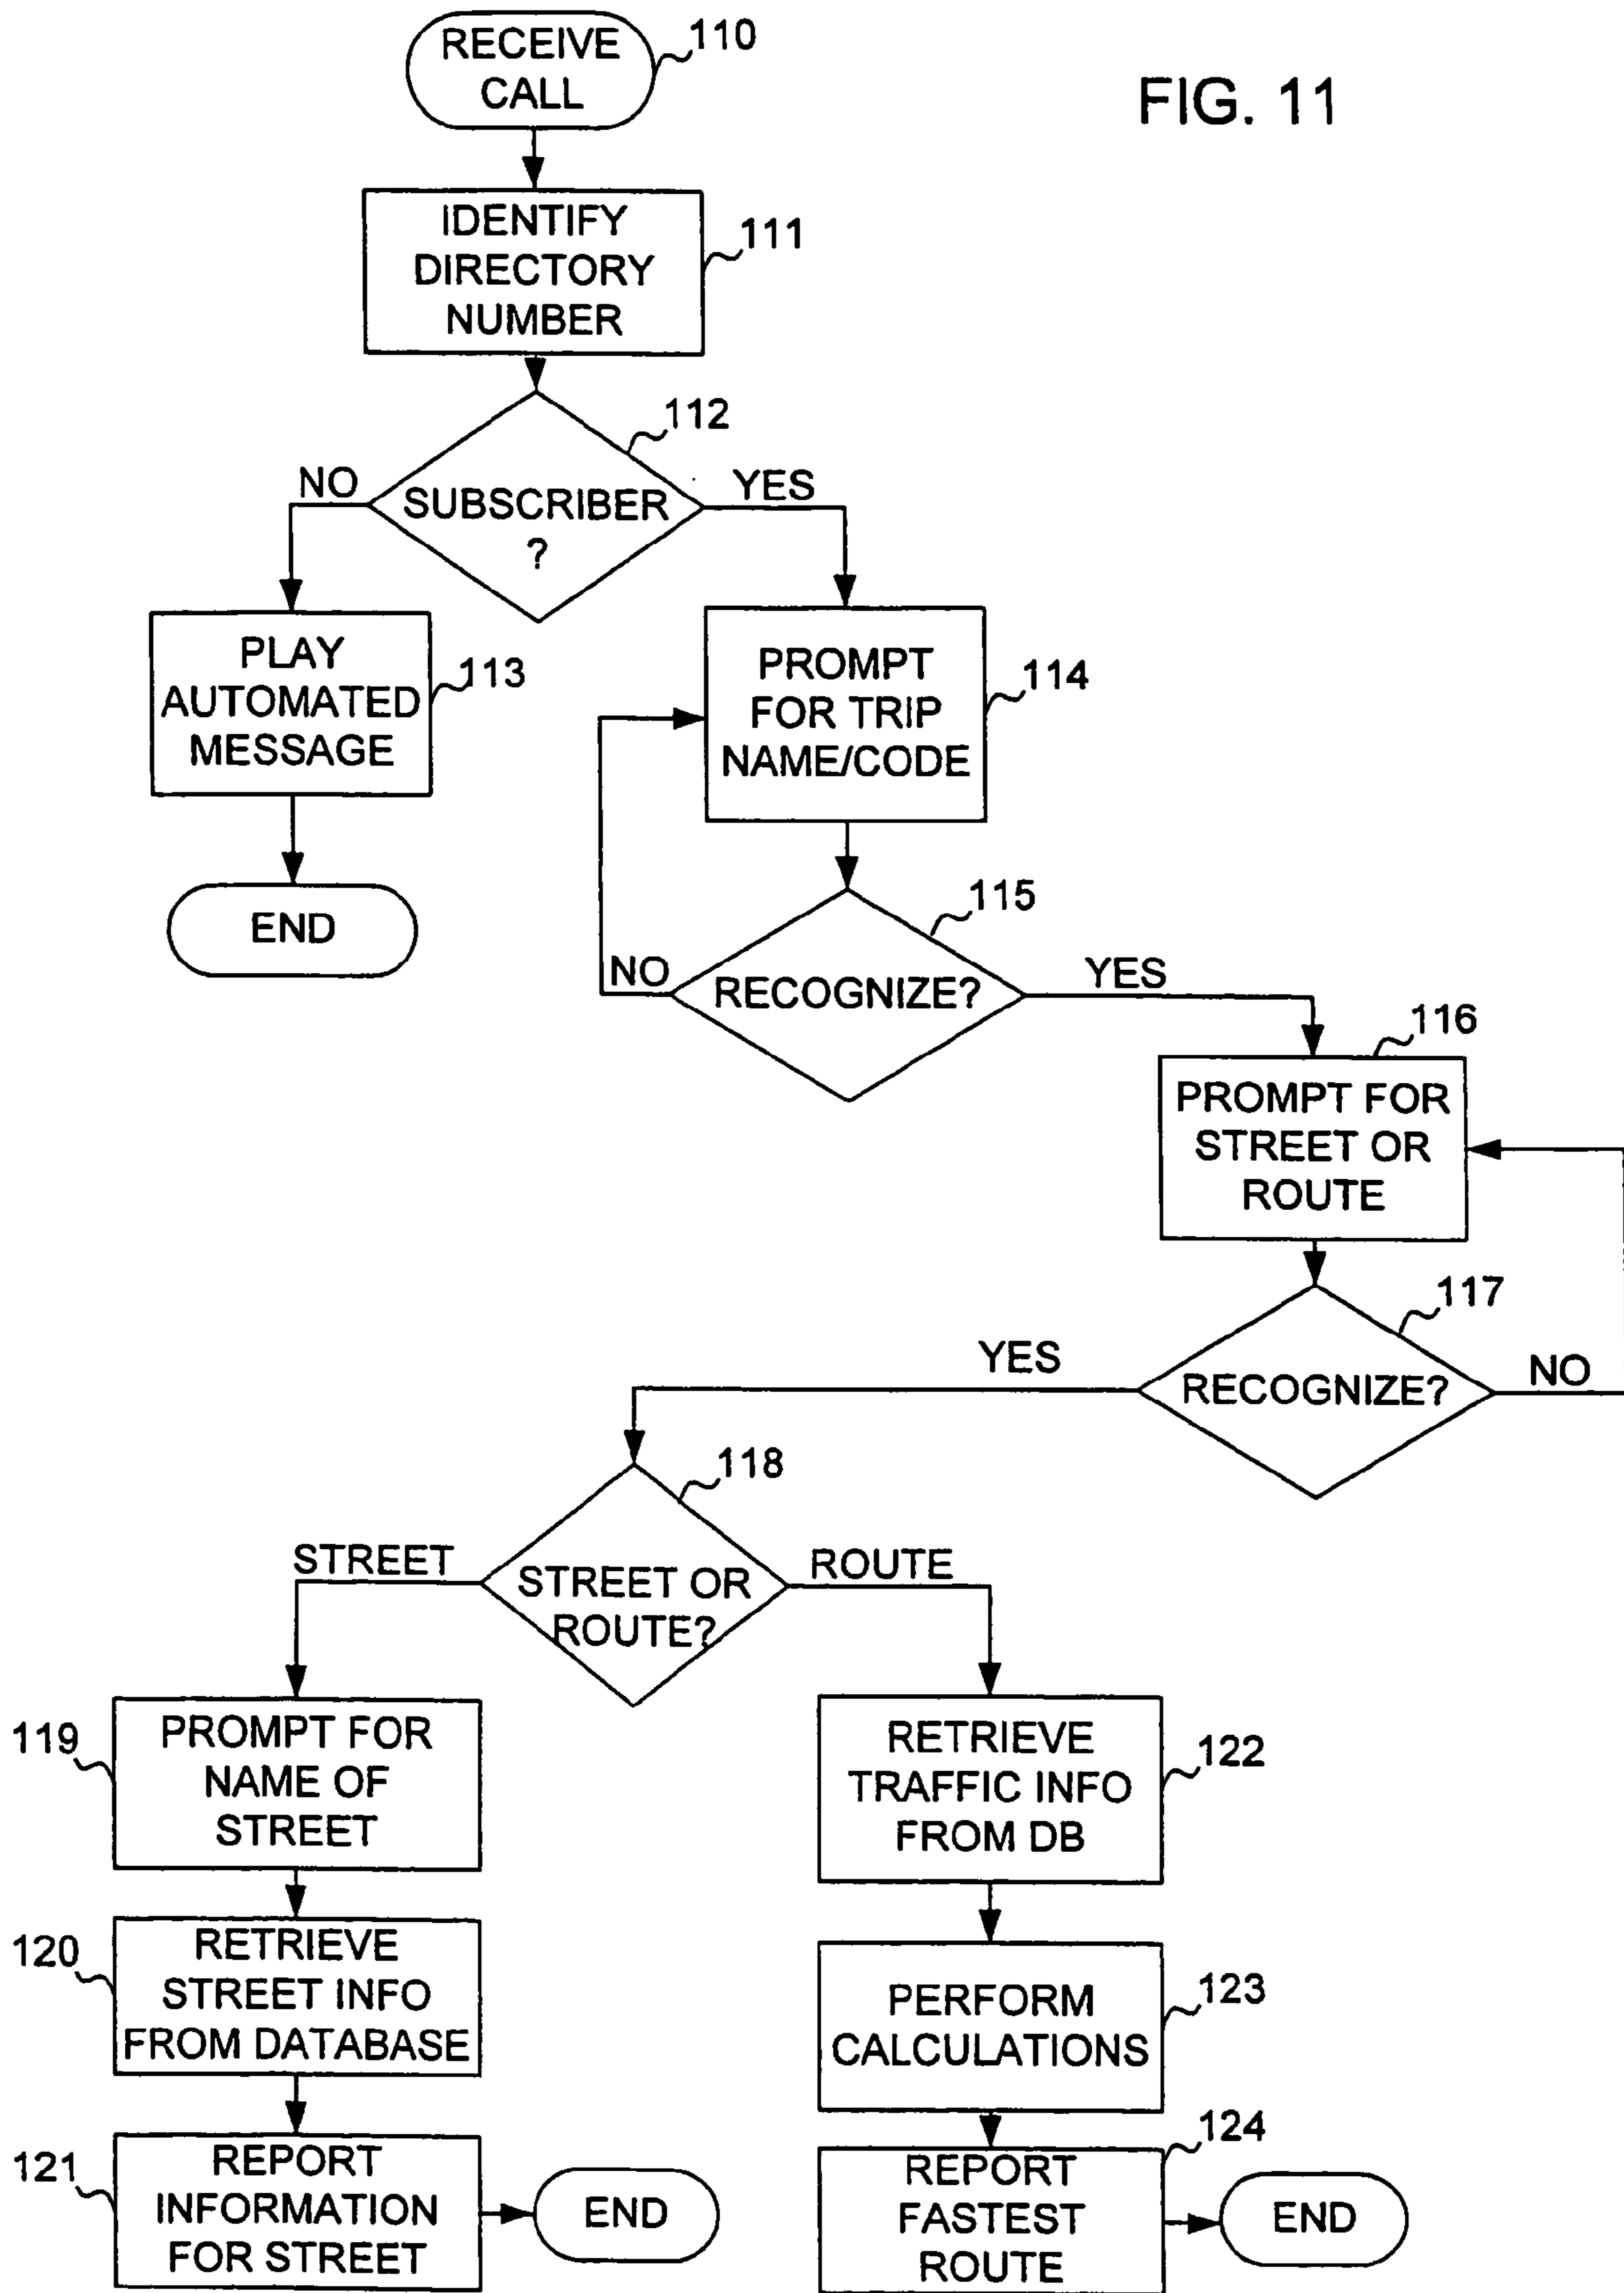 RECEIVE
CALL
110
FIG. 11
IDENTIFY
DIRECTORY
NUMBER
111
112
NO
SUBSCRIBER
?
YES
PLAY
AUTOMATED
MESSAGE
113
END
PROMPT
FOR TRIP
NAME/CODE
114
115
NO
RECOGNIZE?
YES
116
PROMPT FOR
STREET OR
ROUTE
117
YES
RECOGNIZE?
NO
118
STREET
STREET OR
ROUTE?
ROUTE
119
PROMPT FOR
NAME OF
STREET
120
RETRIEVE
STREET INFO
FROM DATABASE
121
REPORT
INFORMATION
FOR STREET
END
RETRIEVE
TRAFFIC INFO
FROM DB
122
PERFORM
CALCULATIONS
123
124
REPORT
FASTEST
ROUTE
END